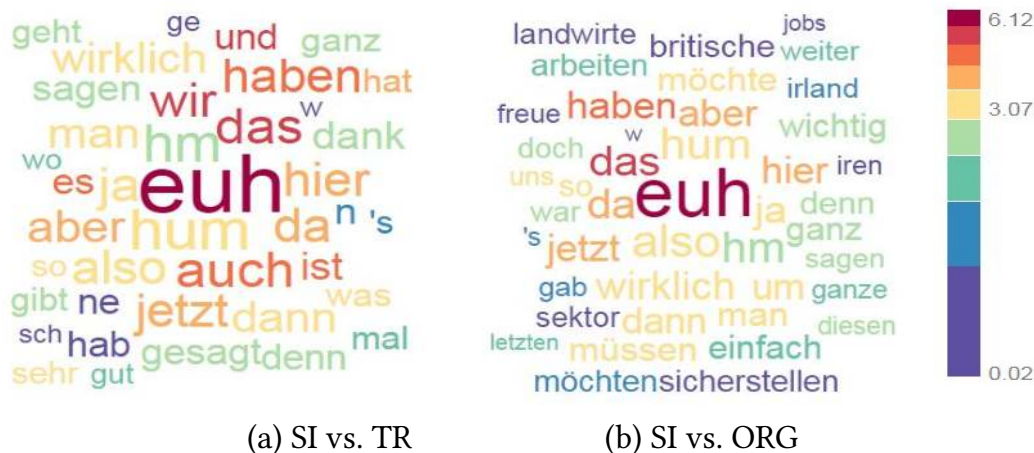 geht ge und ganz
wirklich haben hat
sagen wir w
man hm das dank
wo es ja euh hier
aber hum da n 's
so also auch ist
gibt ne jetzt dann was
sch hab gesagt denn mal
sehr gut
landwirte britische jobs
arbeiten möchte weiter
freue haben aber irland
w wichtig
doch das hum hier iren
uns so da euh ja denn
war ganz
's jetzt also hm sagen
gab wirklich um ganze
sektor dann man diesen
letzten müssen einfach
möchten sicherstellen
6.12
3.07
0.02
(a) SI vs. TR
(b) SI vs. ORG